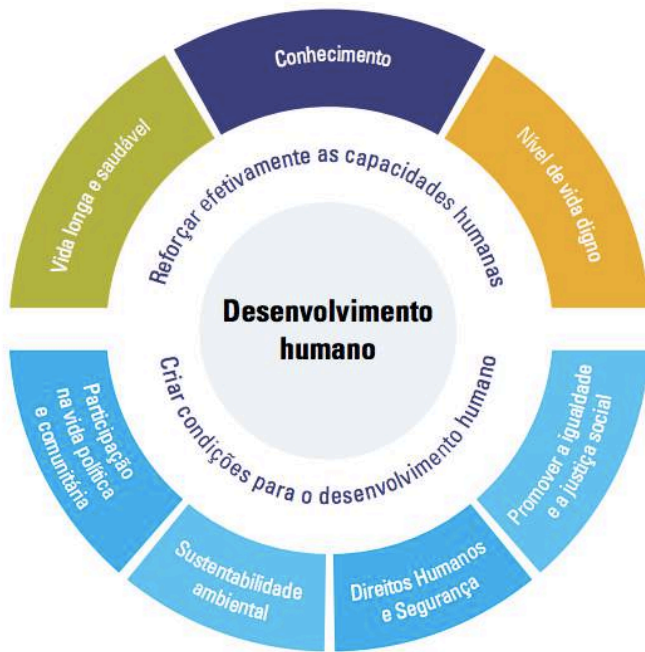 Conhecimento
Vida longa e saudável
Nível de vida digno
Reforçar efetivamente as capacidades humanas
Desenvolvimento
humano
Criar condições para o desenvolvimento humano
Participação
na vida política
e comunitária
Sustentabilidade
ambiental
Direitos Humanos
e Segurança
Promover a igualdade
e a justiça social